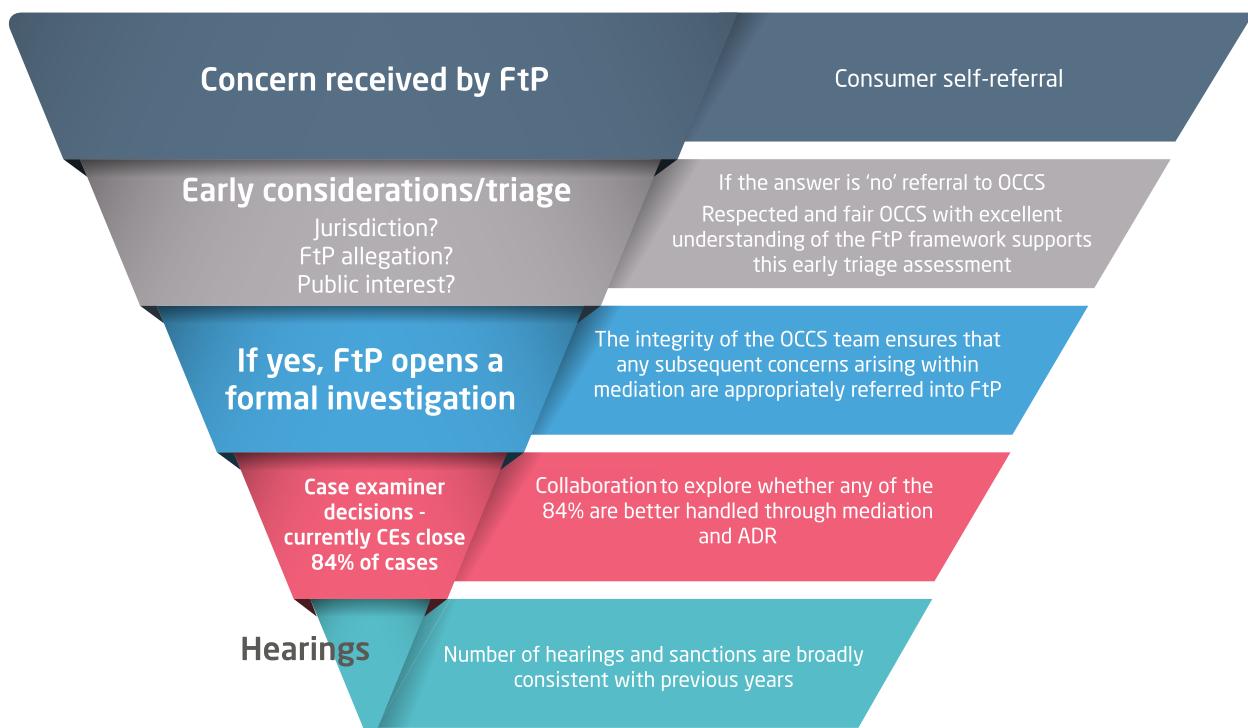 Concern received by FtP
Consumer self-referral
Early considerations/triage
Jurisdiction?
FtP allegation?
Public interest?
If the answer is ‘no’ referral to OCCS
Respected and fair OCCS with excellent
understanding of the FtP framework supports
this early triage assessment
If yes, FtP opens a
formal investigation
The integrity of the OCCS team ensures that
any subsequent concerns arising within
mediation are appropriately referred into FtP
Case examiner
decisions -
currently CEs close
84% of cases
Collaboration to explore whether any of the
84% are better handled through mediation
and ADR
Hearings
Number of hearings and sanctions are broadly
consistent with previous years